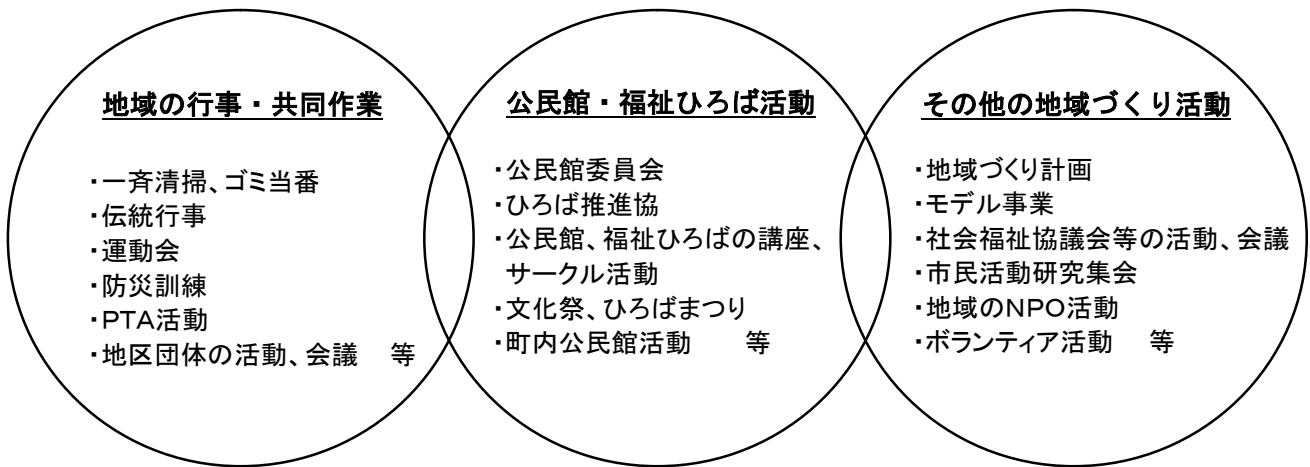 地域の行事・共同作業
・一斉清掃、ゴミ当番
・伝統行事
・運動会
・防災訓練
・PTA活動
・地区団体の活動、会議　等
公民館・福祉ひろば活動
・公民館委員会
・ひろば推進協
・公民館、福祉ひろばの講座、
サークル活動
・文化祭、ひろばまつり
・町内公民館活動　　等
その他の地域づくり活動
・地域づくり計画
・モデル事業
・社会福祉協議会等の活動、会議
・市民活動研究集会
・地域のNPO活動
・ボランティア活動　等